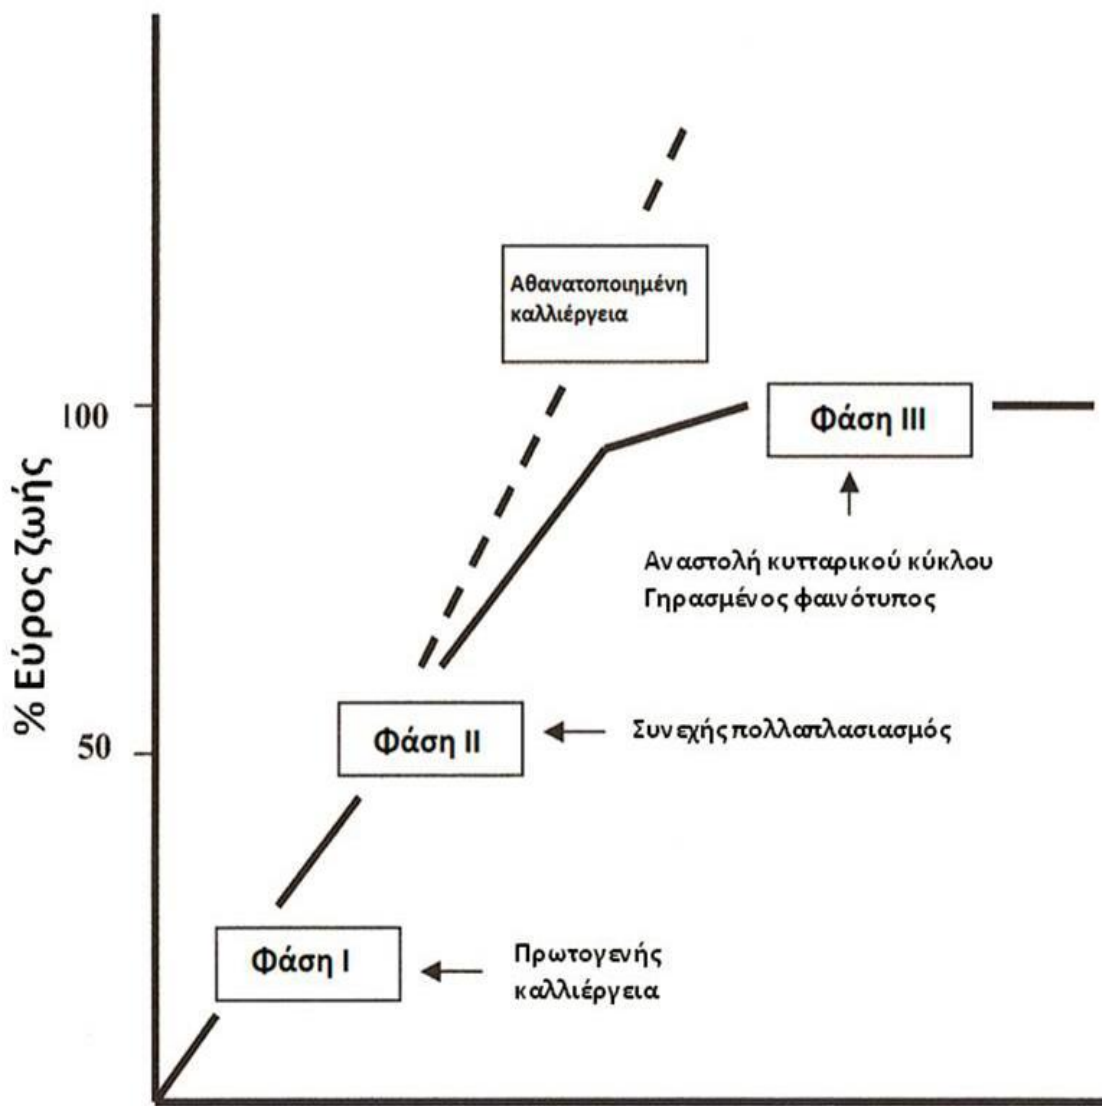 Αθανατοποιημένη
καλλιέργεια
100
Φάση III
Αναστολή κυτταρικού κύκλου
Γηρασμένος φαινότυπος
% Εύρος ζωής
50
Φάση II
Συνεχής πολλαπλασιασμός
Φάση I
Πρωτογενής
καλλιέργεια